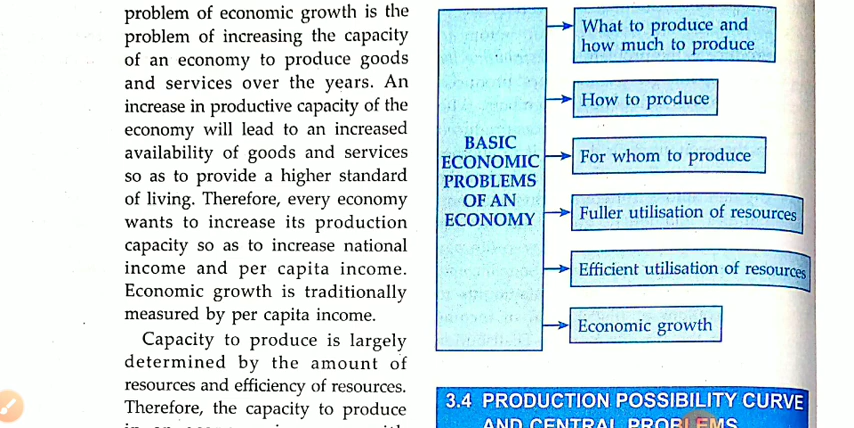 problem of economic growth is the
problem of increasing the capacity
of an economy to produce goods
and services over the years. An
increase in productive capacity of the
economy will lead to an increased
availability of goods and services
so as to provide a higher standard
of living. Therefore, every economy
wants to increase its production
capacity so as to increase national
income and per capita income.
Economic growth is traditionally
measured by per capita income.
Capacity to produce is largely
determined by the amount of
resources and efficiency of resources.
Therefore, the capacity to produce
BASIC
ECONOMIC
PROBLEMS
OF AN
ECONOMY
What to produce and
how much to produce
How to produce
For whom to produce
Fuller utilisation of resources
Efficient utilisation of resources
Economic growth
3.4 PRODUCTION POSSIBILITY CURVE
AND CENTRAL PROBLEMS